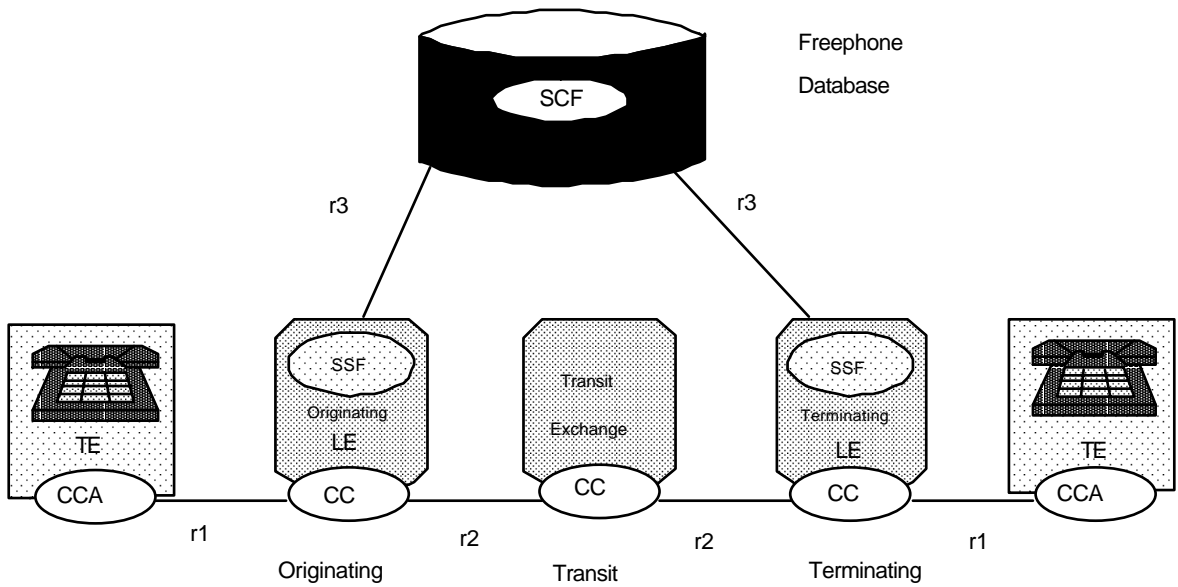 Freephone
Database
SCF
r3
r3
SSF
SSF
Transit
Originating
Terminating
Exchange
TE
LE
LE
TE
CCA
CC
CC
CC
CCA
r1
r2
r2
r1
Originating
Transit
Terminating